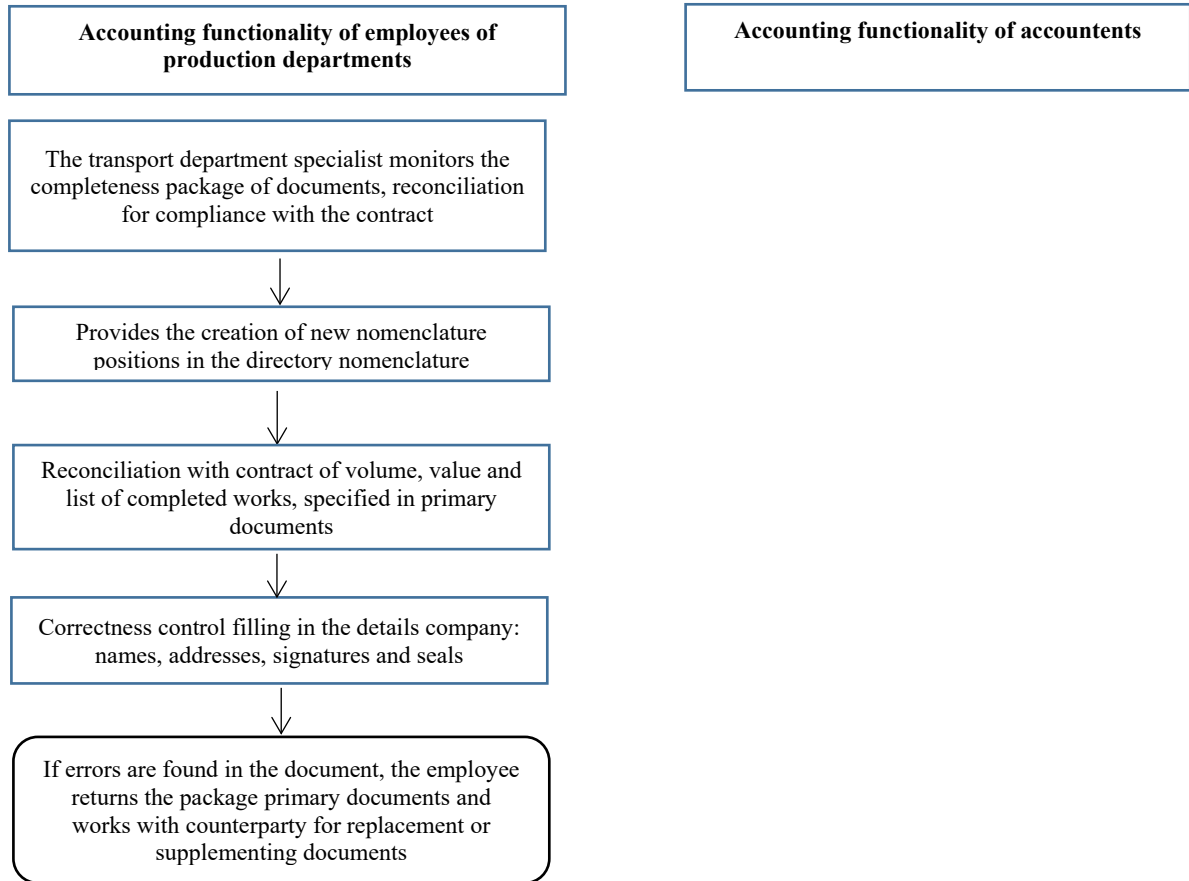 Accounting functionality of employees of
production departments
Accounting functionality of accountents
The transport department specialist monitors the
completeness package of documents, reconciliation
for compliance with the contract
Provides the creation of new nomenclature
positions in the directory nomenclature
Reconciliation with contract of volume, value and
list of completed works, specified in primary
documents
Correctness control filling in the details company:
names, addresses, signatures and seals
If errors are found in the document, the employee
returns the package primary documents and
works with counterparty for replacement or
supplementing documents